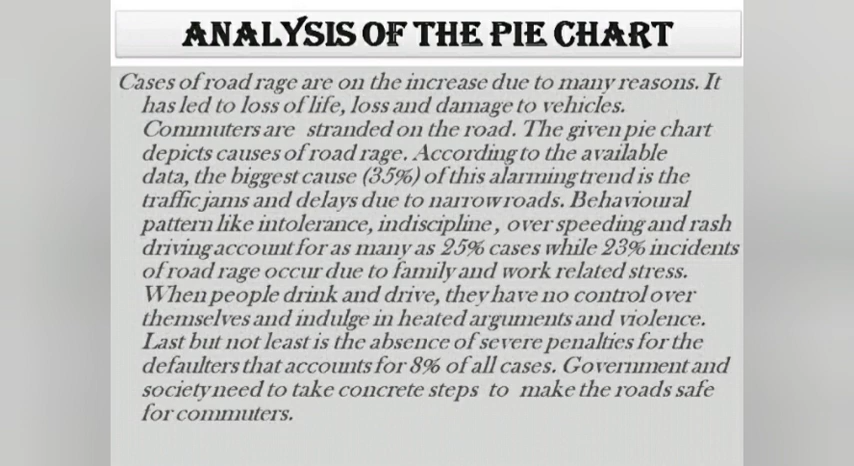 ANALYSIS OF THE PIE CHART
Cases of road rage are on the increase due to many reasons. It
has led to loss of life, loss and damage to vehicles.
Commuters are stranded on the road. The given pie chart
depicts causes of road rage. According to the available
data, the biggest cause (35%) of this alarming trend is the
traffic jams and delays due to narrow roads. Behavioural
pattern like intolerance, indiscipline , over speeding and rash
driving account for as many as 25% cases while 23% incidents
of road rage occur due to family and work related stress.
When people drink and drive, they have no control over
themselves and indulge in heated arguments and violence.
Last but not least is the absence of severe penalties for the
defaulters that accounts for 8% of all cases. Government and
society need to take concrete steps to make the roads safe
for commuters.